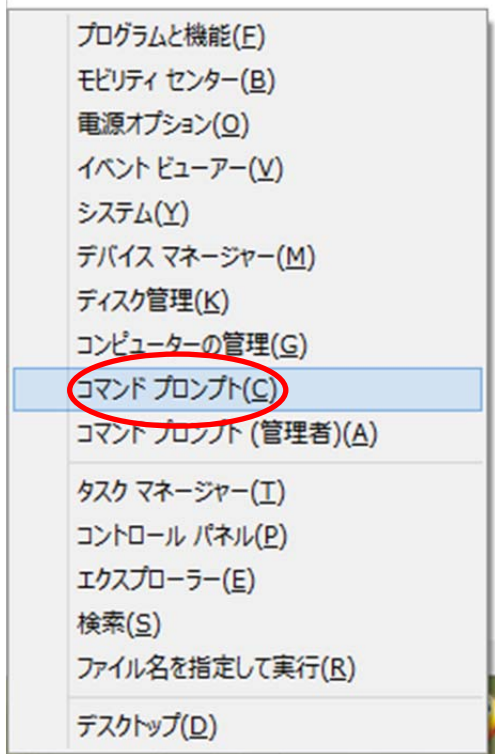 プログラムと機能(F)
モビリティ センター(B)
電源オプション(O)
イベント ビューアー(V)
システム(Y)
デバイス マネージャー(M)
ディスク管理(K)
コンピューターの管理(G)
コマンド プロンプト(C)
コマンド プロンプト (管理者)(A)
タスク マネージャー(T)
コントロール パネル(P)
エクスプローラー(E)
検索(S)
ファイル名を指定して実行(R)
デスクトップ(D)